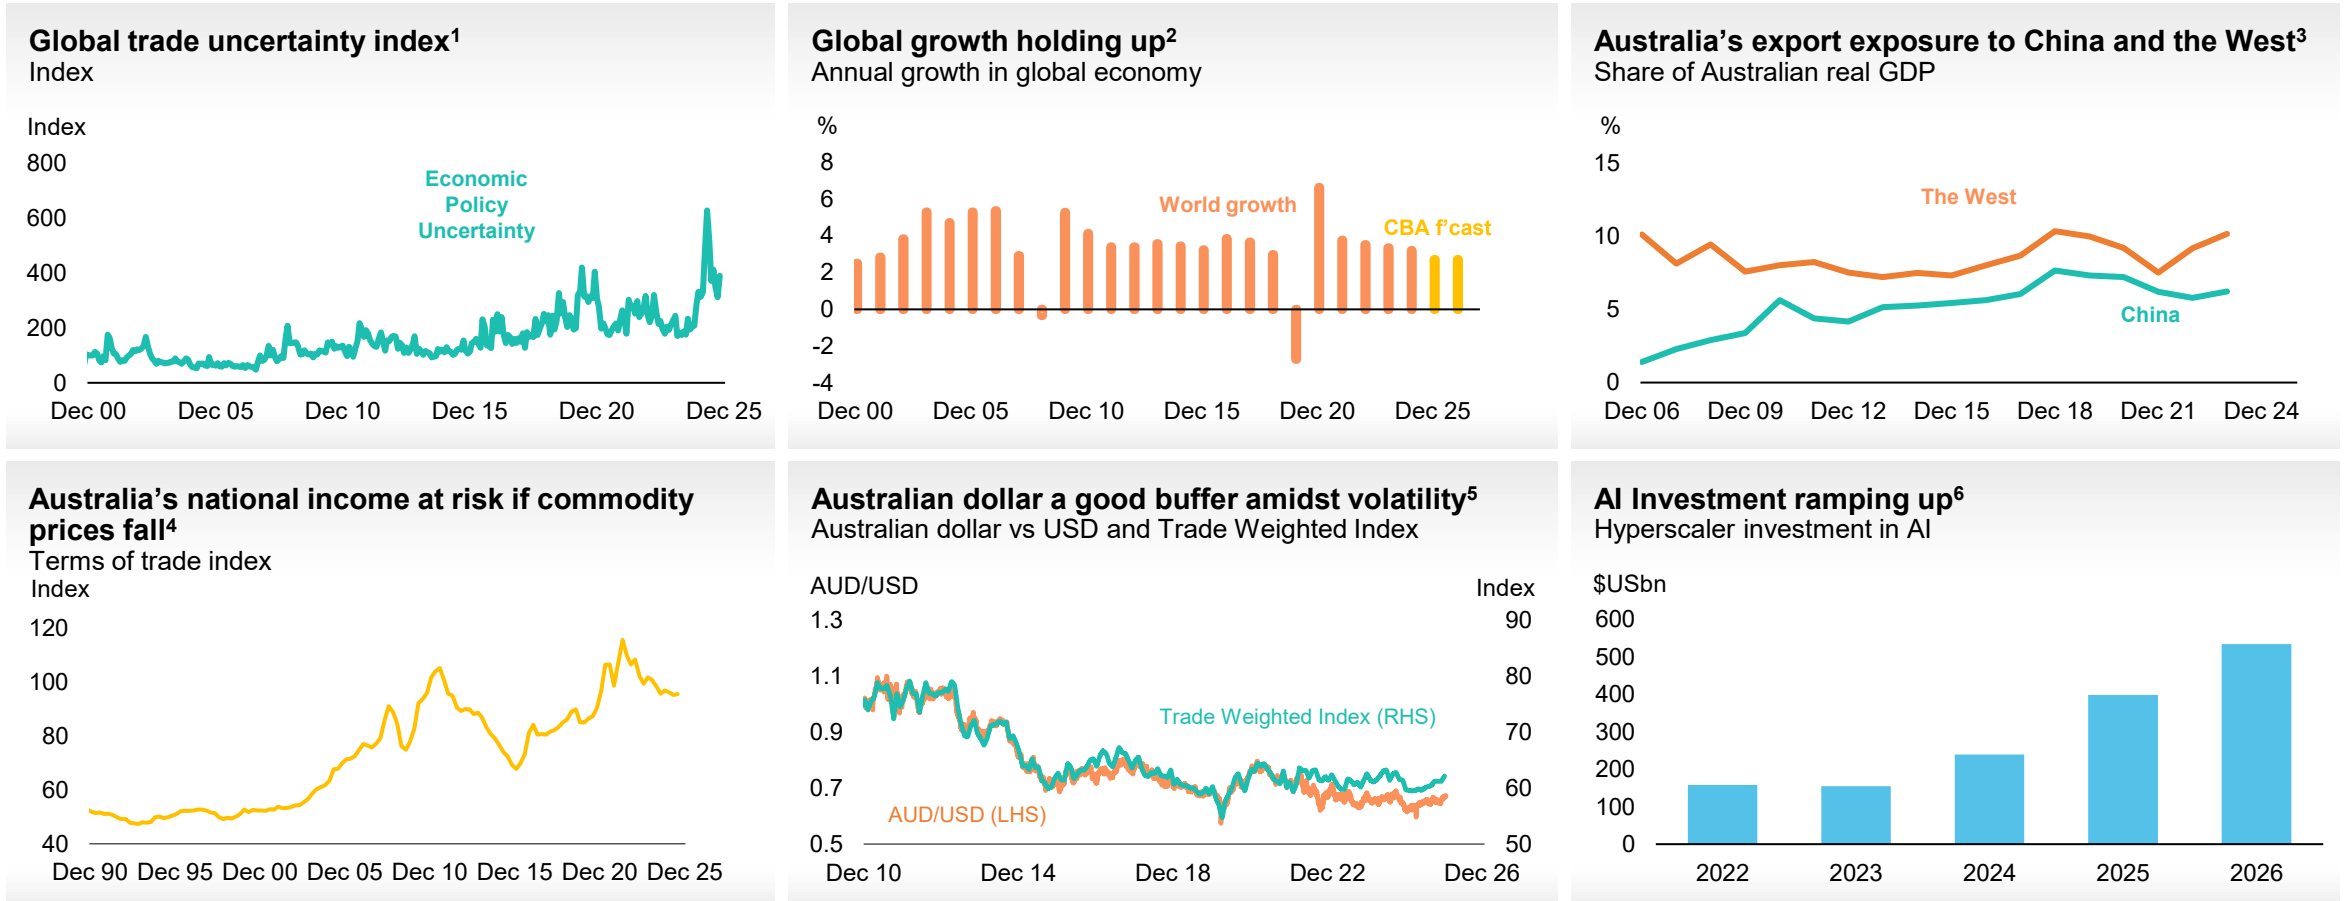 Global trade uncertainty index¹
Index
Index
800
600
400
200
0
Economic
Policy
Uncertainty
Dec 00 Dec 05 Dec 10 Dec 15 Dec 20 Dec 25
Global growth holding up²
Annual growth in global economy
%
8
6
4
2
0
-2
-4
World growth
CBA f’cast
Dec 00 Dec 05 Dec 10 Dec 15 Dec 20 Dec 25
Australia’s export exposure to China and the West³
Share of Australian real GDP
%
15
10
5
0
The West
China
Dec 06 Dec 09 Dec 12 Dec 15 Dec 18 Dec 21 Dec 24
Australia’s national income at risk if commodity
prices fall⁴
Terms of trade index
Index
120
100
80
60
40
Dec 90 Dec 95 Dec 00 Dec 05 Dec 10 Dec 15 Dec 20 Dec 25
Australian dollar a good buffer amidst volatility⁵
Australian dollar vs USD and Trade Weighted Index
AUD/USD
Index
1.3
1.1
0.9
0.7
0.5
90
80
70
60
50
Trade Weighted Index (RHS)
AUD/USD (LHS)
Dec 10 Dec 14 Dec 18 Dec 22 Dec 26
AI Investment ramping up⁶
Hyperscaler investment in AI
$USbn
600
500
400
300
200
100
0
2022 2023 2024 2025 2026